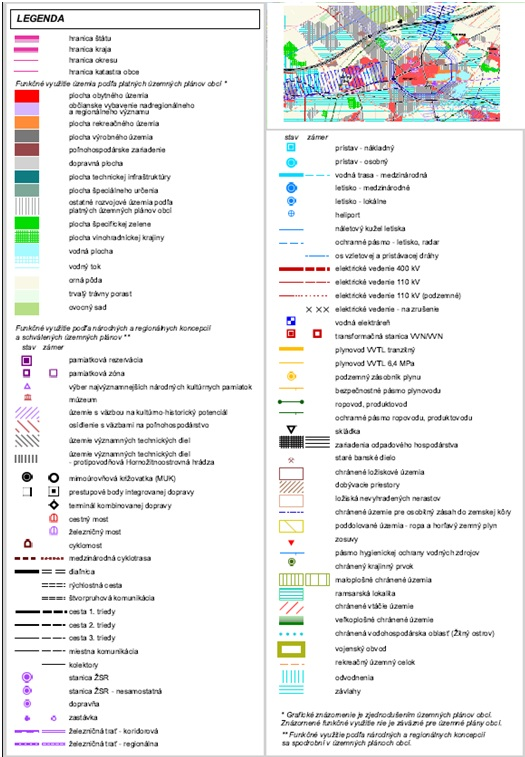 LEGENDA
hranica štátu
hranica kraja
hranica okresu
hranica katastra obce
Funkčné využitie územia podľa platných územných plánov obcí *
plocha obytného územia
občianske vybavenie nadregionálneho
a regionálneho významu
plocha rekreačného územia
plocha výrobného územia
poľnohospodárske zariadenie
dopravná plocha
plocha technickej infraštruktúry
plocha špeciálneho určenia
ostatné rozvojové územia podľa
platných územných plánov obcí
plocha špecifickej zelene
plocha vinohradníckej krajiny
vodná plocha
vodný tok
orná pôda
trvalý trávny porast
ovocný sad
Funkčné využitie podľa národných a regionálnych koncepcií
a schválených územných plánov **
stav zámer
pamiatková rezervácia
pamiatková zóna
výber najvýznamnejších národných kultúrnych pamiatok
múzeum
územie s väzbou na kultúrno-historický potenciál
osídlenie s väzbami na poľnohospodárstvo
územie významných technických diel
územie významných technických diel
- protipovodňová Hornožitnoostrovná hrádza
mimoúrovňová križovatka (MUK)
prestupové body integrovanej dopravy
terminál kombinovanej dopravy
cestný most
železničný most
cyklomost
medzinárodná cyklotrasa
diaľnica
rýchlostná cesta
štvorpruhová komunikácia
cesta 1. triedy
cesta 2. triedy
cesta 3. triedy
miestna komunikácia
kolektory
stanica ŽSR
stanica ŽSR - nesamostatná
dopravňa
zastávka
železničná trať - koridorová
železničná trať - regionálna
stav zámer
prístav - nákladný
prístav - osobný
vodná trasa - medzinárodná
letisko - medzinárodné
letisko - lokálne
heliport
náletový kužeľ letiska
ochranné pásmo - letisko, radar
os vzletovej a pristávacej dráhy
elektrické vedenie 400 kV
elektrické vedenie 110 kV
elektrické vedenie 110 kV (podzemné)
elektrické vedenie - na zrušenie
vodná elektráreň
transformačná stanica VVN/VVN
plynovod VVTL tranzitný
plynovod VVTL 6,4 MPa
podzemný zásobník plynu
bezpečnostné pásmo plynovodu
ropovod, produktovod
ochranné pásmo ropovodu, produktovodu
skládka
zariadenia odpadového hospodárstva
staré banské dielo
chránené ložiskové územia
dobývacie priestory
ložiská nevyhradených nerastov
chránené územie pre osobitný zásah do zemskej kôry
poddolované územia - ropa a horľavý zemný plyn
zosuvy
pásmo hygienickej ochrany vodných zdrojov
chránený krajinný prvok
maloplošné chránené územia
ramsarská lokalita
chránené vtáčie územie
veľkoplošné chránené územie
chránená vodohospodárska oblasť (Žitný ostrov)
vojenský obvod
rekreačný územný celok
odvodnenia
závlahy
* Grafické znázornenie je zjednodušením územných plánov obcí.
Znázornené funkčné využitie nie je záväzné pre územné plány obcí.
** Funkčné využitie podľa národných a regionálnych koncepcií
sa spodrobní v územných plánoch obcí.